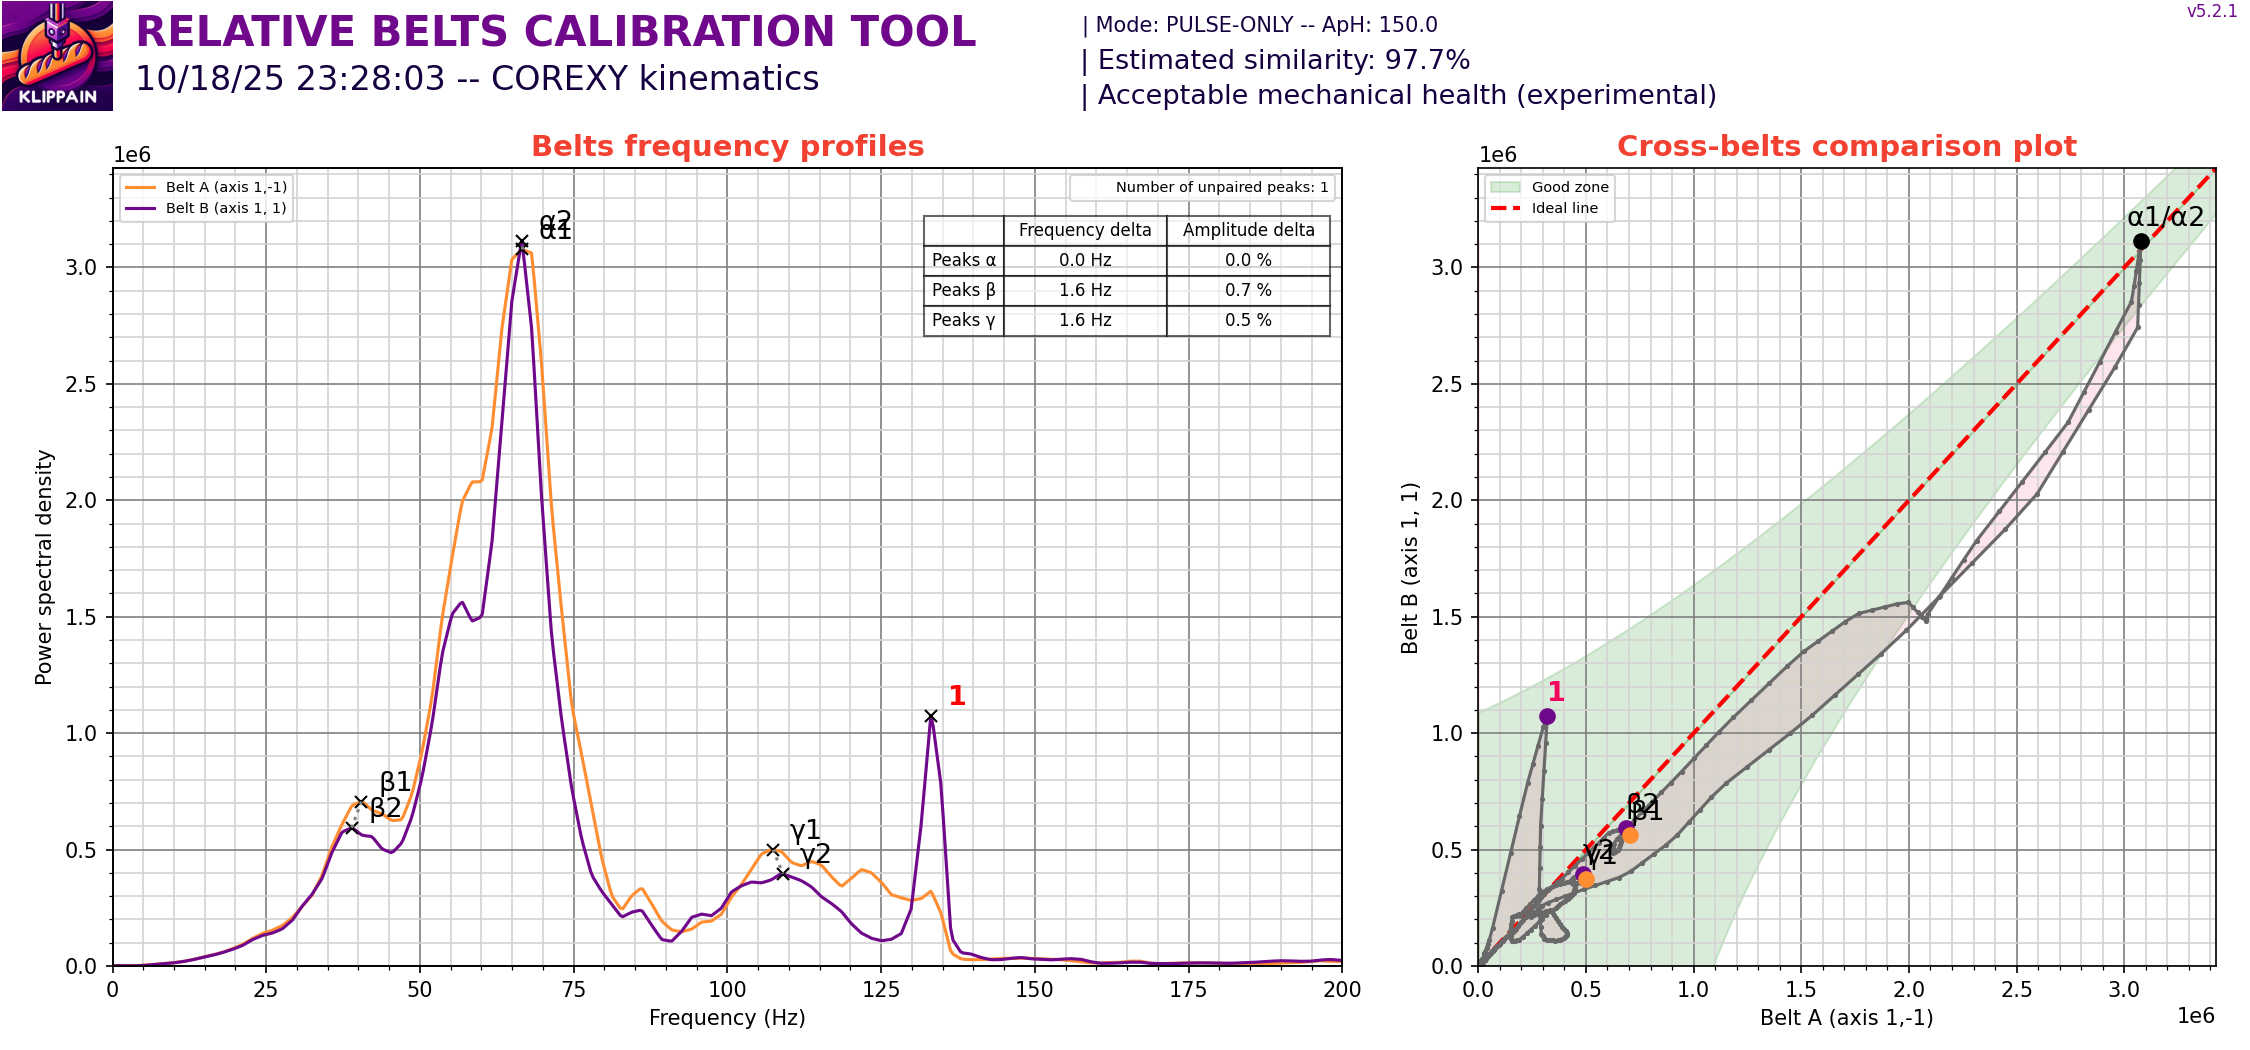 KLIPPAIN
RELATIVE BELTS CALIBRATION TOOL
10/18/25 23:28:03 -- COREXY kinematics
| Mode: PULSE-ONLY -- ApH: 150.0
| Estimated similarity: 97.7%
| Acceptable mechanical health (experimental)
v5.2.1
Belts frequency profiles
1e6
Belt A (axis 1,-1)
Belt B (axis 1, 1)
Number of unpaired peaks: 1
Frequency delta Amplitude delta
Peaks α 0.0 Hz 0.0 %
Peaks β 1.6 Hz 0.7 %
Peaks γ 1.6 Hz 0.5 %
α2
α1
β1
β2
γ1
γ2
1
Power spectral density
3.0
2.5
2.0
1.5
1.0
0.5
0.0
0 25 50 75 100 125 150 175 200
Frequency (Hz)
Cross-belts comparison plot
1e6
Good zone
Ideal line
α1/α2
1
β2
β1
γ2
γ1
Belt B (axis 1, 1)
3.0
2.5
2.0
1.5
1.0
0.5
0.0
0.0 0.5 1.0 1.5 2.0 2.5 3.0
Belt A (axis 1,-1)
1e6